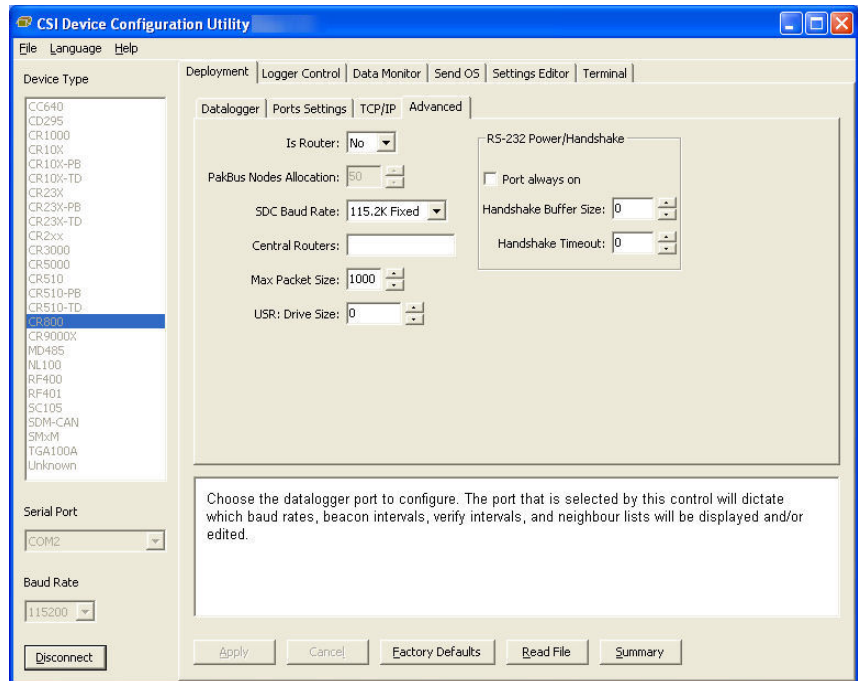 CSI Device Configuration Utility
File Language Help
Device Type
CC640
CD295
CR1000
CR10X
CR10X-PB
CR10X-TD
CR23X
CR23X-PB
CR23X-TD
CR2xx
CR3000
CR5000
CR510
CR510-PB
CR510-TD
CR800
CR9000X
MD485
NL100
RF400
RF401
SC105
SDM-CAN
SMxM
TGA100A
Unknown
Serial Port
COM2
Baud Rate
115200
Disconnect
Deployment Logger Control Data Monitor Send OS Settings Editor Terminal
Datalogger Ports Settings TCP/IP Advanced
Is Router: No
PakBus Nodes Allocation: 50
SDC Baud Rate: 115.2K Fixed
Central Routers:
Max Packet Size: 1000
USR: Drive Size: 0
RS-232 Power/Handshake
Port always on
Handshake Buffer Size: 0
Handshake Timeout: 0
Choose the datalogger port to configure. The port that is selected by this control will dictate
which baud rates, beacon intervals, verify intervals, and neighbour lists will be displayed and/or
edited.
Apply Cancel Factory Defaults Read File Summary